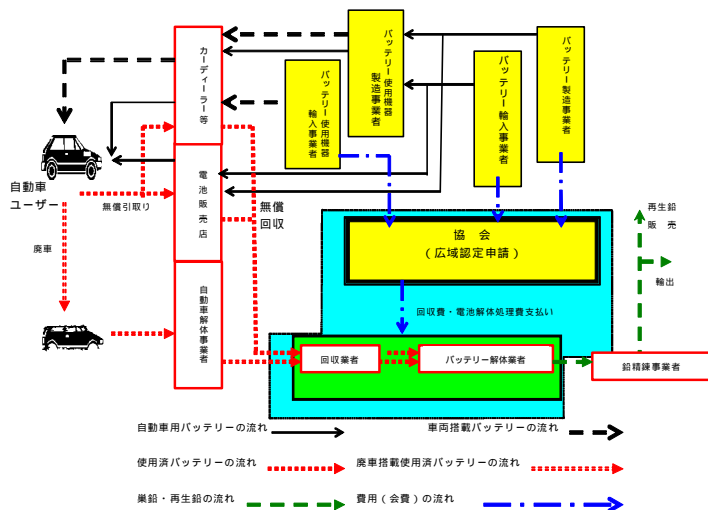 カーディーラー等
バッテリー使用機器
製造事業者
バッテリー使用機器
輸入事業者
バッテリー輸入事業者
バッテリー製造事業者
自動車
ユーザー
無償引取り
電池販売店
無償
回収
廃車
自動車解体事業者
協 会
（広域認定申請）
回収費・電池解体処理費支払い
再生鉛
販 売
輸出
回収業者
バッテリー解体業者
鉛精錬事業者
自動車用バッテリーの流れ
車両搭載バッテリーの流れ
使用済バッテリーの流れ
廃車搭載使用済バッテリーの流れ
巣鉛・再生鉛の流れ
費用（会費）の流れ